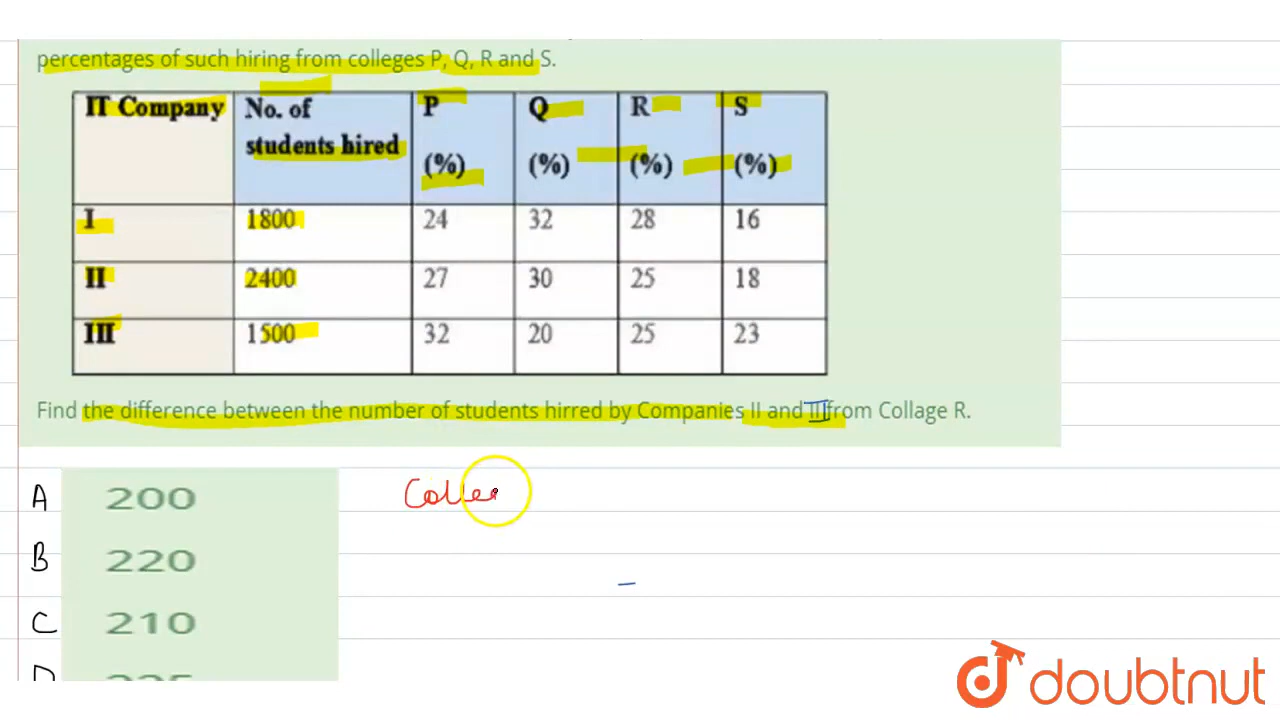 percentages of such hiring from colleges P, Q, R and S.
IT Company No. of students hired P (%) Q (%) R (%) S (%)
I 1800 24 32 28 16
II 2400 27 30 25 18
III 1500 32 20 25 23
Find the difference between the number of students hirred by Companies II and III from Collage R.
A 200
Colle
B 220
C 210
D
doubtnut